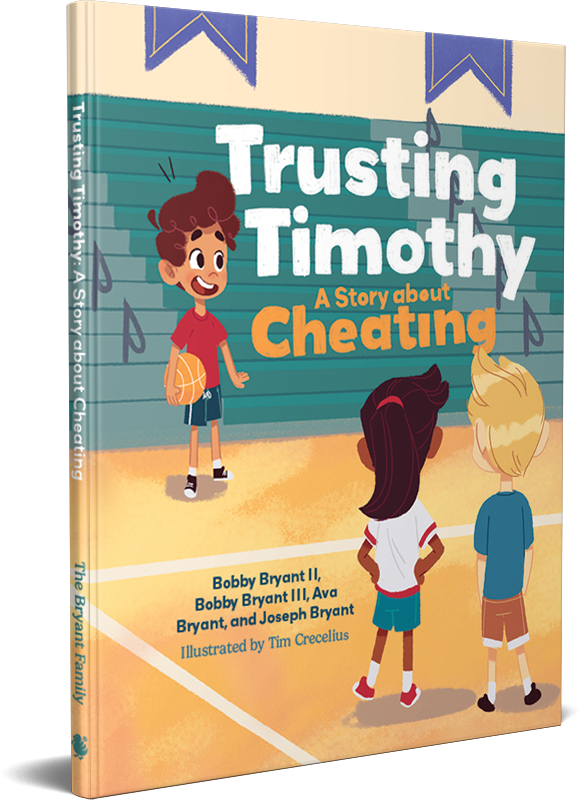 Trusting
Timothy
A Story about
Cheating
Bobby Bryant II,
Bobby Bryant III, Ava
Bryant, and Joseph Bryant
Illustrated by Tim Crecelius
Trusting Timothy: A Story about Cheating
The Bryant Family